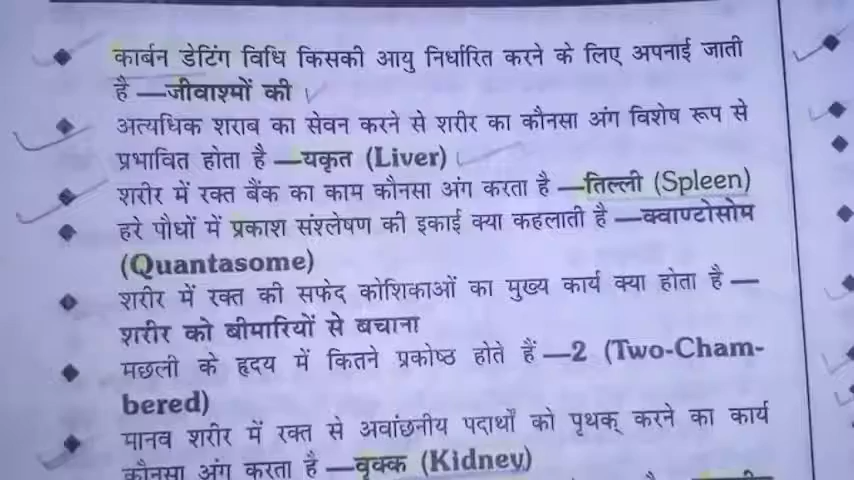 कार्बन डेटिंग विधि किसकी आयु निर्धारित करने के लिए अपनाई जाती
है —जीवाश्मों की
अत्यधिक शराब का सेवन करने से शरीर का कौनसा अंग विशेष रूप से
प्रभावित होता है —यकृत (Liver)
शरीर में रक्त बैंक का काम कौनसा अंग करता है —तिल्ली (Spleen)
हरे पौधों में प्रकाश संश्लेषण की इकाई क्या कहलाती है —क्वाण्टोसोम
(Quantasome)
शरीर में रक्त की सफेद कोशिकाओं का मुख्य कार्य क्या होता है —
शरीर को बीमारियों से बचाना
मछली के हृदय में कितने प्रकोष्ठ होते हैं —2 (Two-Cham-
bered)
मानव शरीर में रक्त से अवांछनीय पदार्थों को पृथक् करने का कार्य
कौनसा अंग करता है —वृक्क (Kidney)